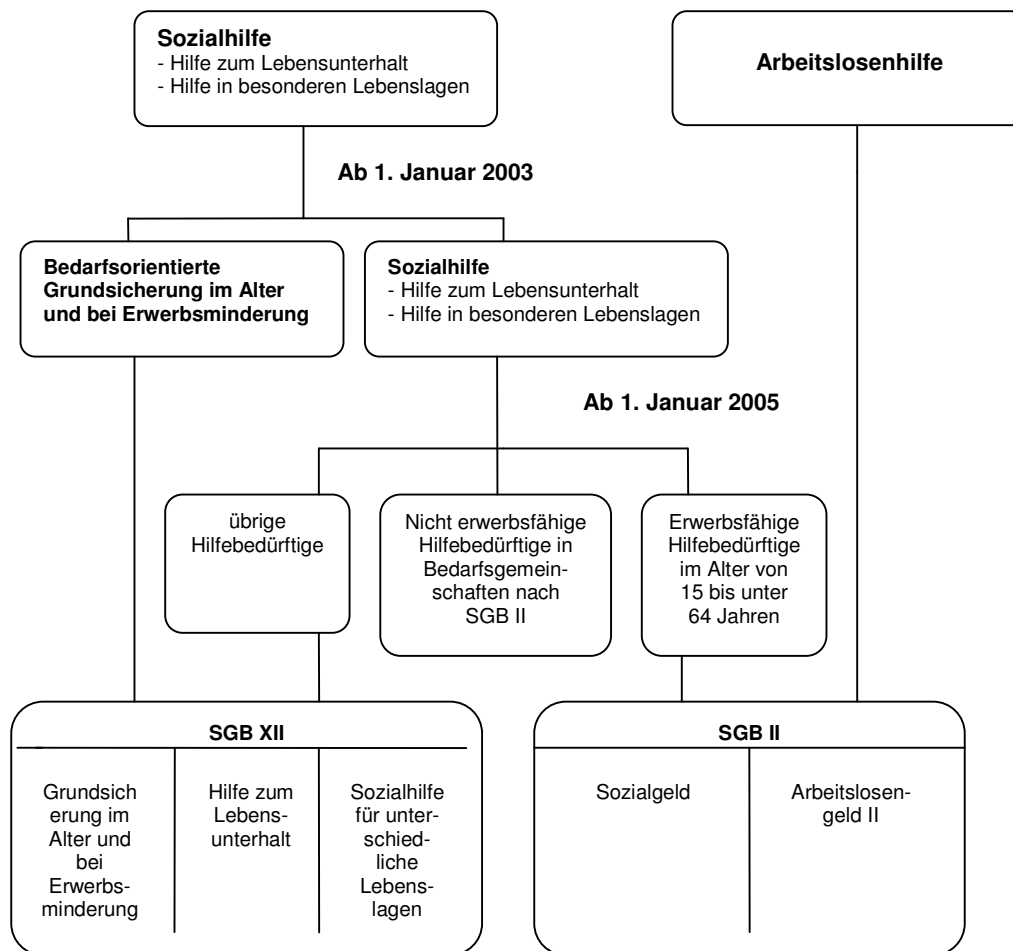 Sozialhilfe
- Hilfe zum Lebensunterhalt
- Hilfe in besonderen Lebenslagen
Arbeitslosenhilfe
Ab 1. Januar 2003
Bedarfsorientierte
Grundsicherung im Alter
und bei Erwerbsminderung
Sozialhilfe
- Hilfe zum Lebensunterhalt
- Hilfe in besonderen Lebenslagen
Ab 1. Januar 2005
übrige
Hilfebedürftige
Nicht erwerbsfähige
Hilfebedürftige in
Bedarfsgemein-
schaften nach
SGB II
Erwerbsfähige
Hilfebedürftige
im Alter von
15 bis unter
64 Jahren
SGB XII
Grundsich
erung im
Alter und
bei
Erwerbs-
minderung
Hilfe zum
Lebens-
unterhalt
Sozialhilfe
für unter-
schied-
liche
Lebens-
lagen
SGB II
Sozialgeld
Arbeitslosen-
geld II